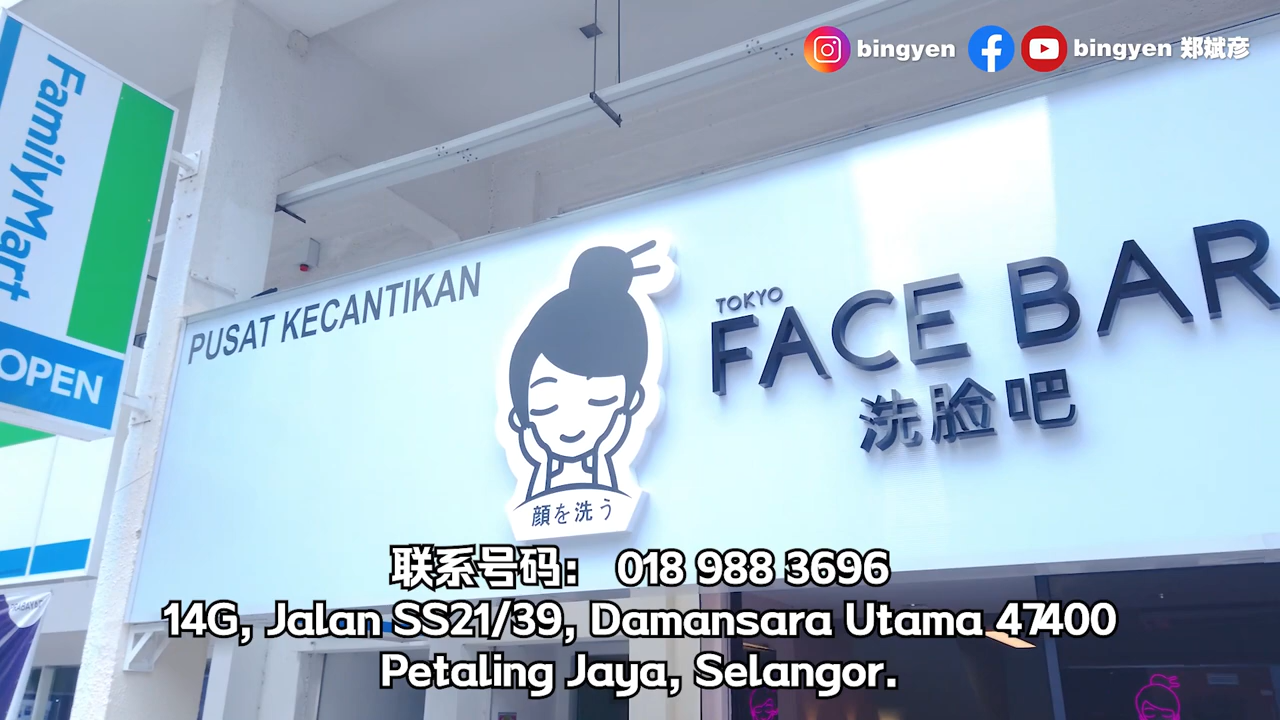 bingyen
bingyen 郑斌彦
FamilyMart
OPEN
PUSAT KECANTIKAN
TOKYO
FACE BAR
洗脸吧
顔を洗う
联系号码： 018 988 3696
14G, Jalan SS21/39, Damansara Utama 47400
Petaling Jaya, Selangor.